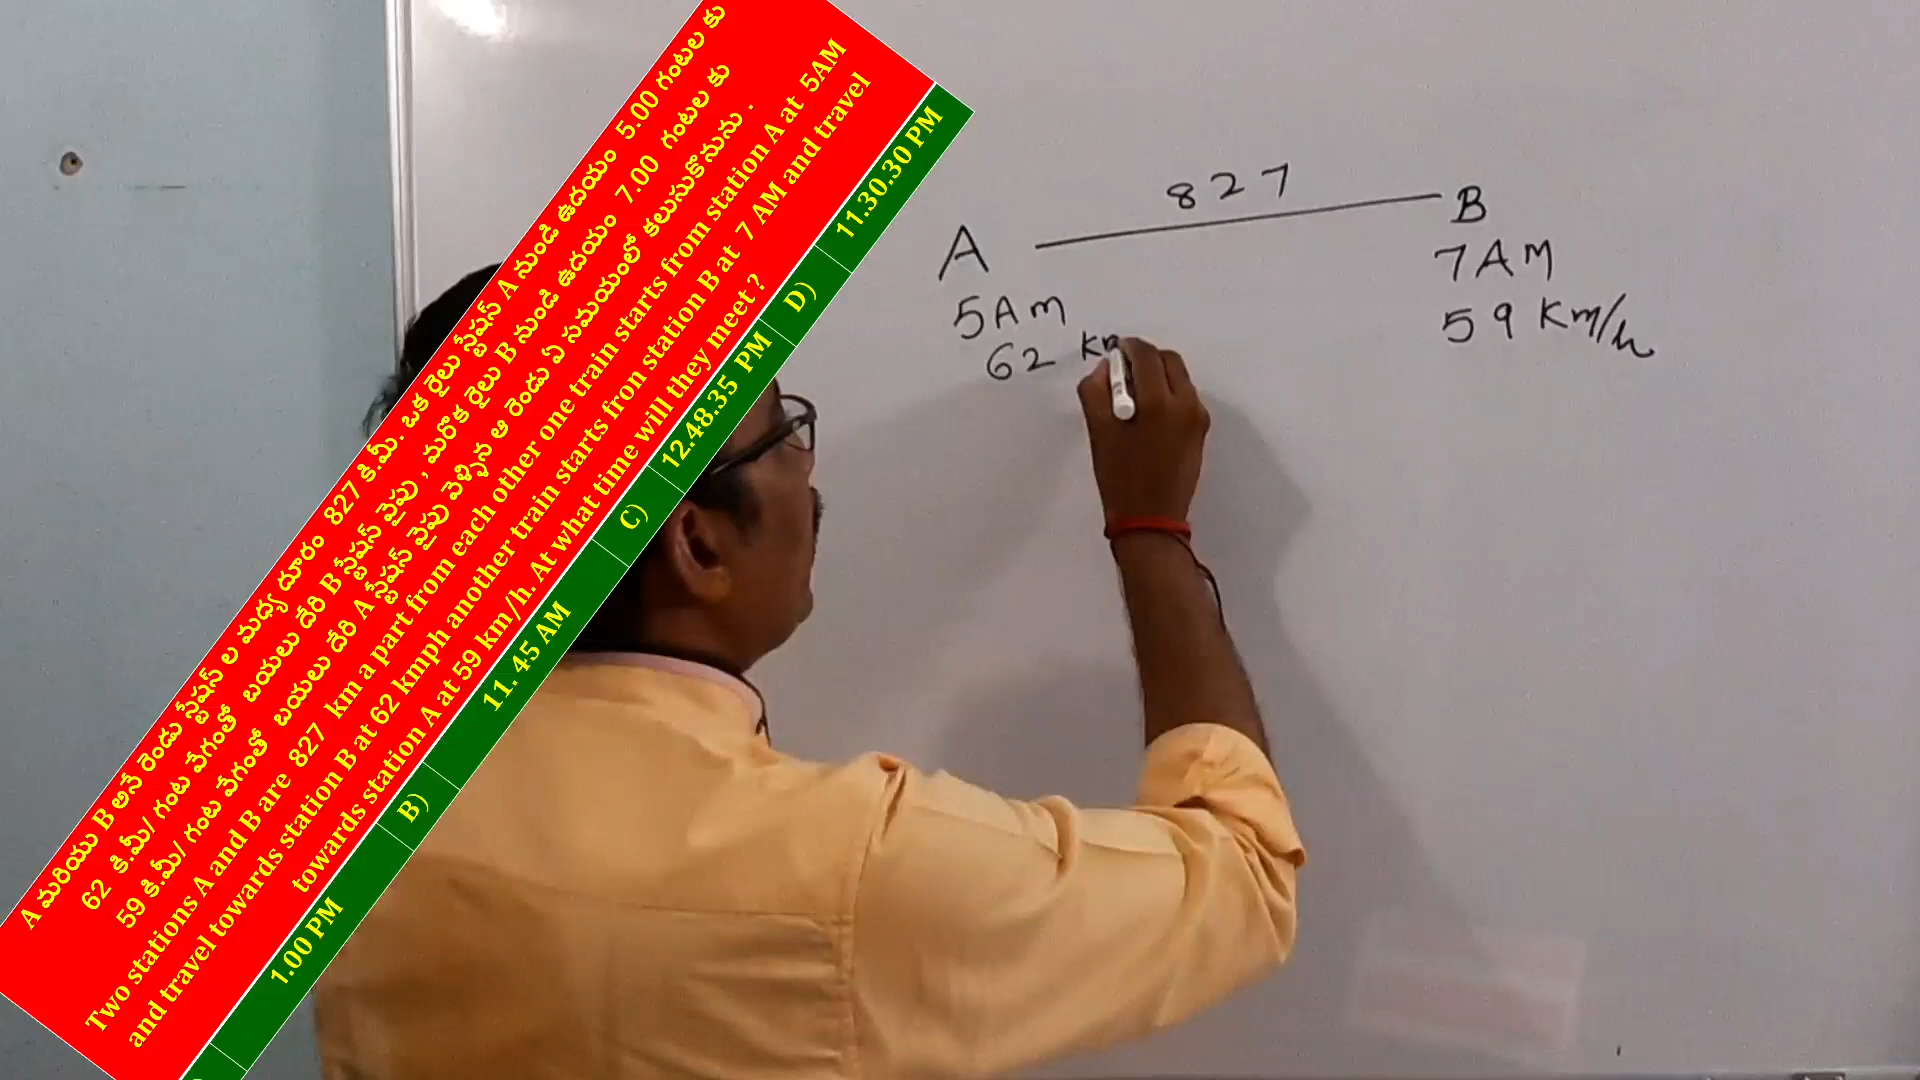 A మరియు B అనే రెండు స్టేషన్ ల మధ్య దూరం 827 కి.మీ. ఒక రైలు స్టేషన్ A నుండి ఉదయం 5.00 గంటల కు
62 కి.మీ/ గంట వేగంతో బయలు దేరి B స్టేషన్ వైపు , మరొక రైలు B నుండి ఉదయం 7.00 గంటల కు
59 కి.మీ/ గంట వేగంతో బయలు దేరి A స్టేషన్ వైపు వెళ్ళిన ఆ రెండు ఏ సమయంలో కలుసుకొనును .
Two stations A and B are 827 km a part from each other one train starts from station A at 5AM
and travel towards station B at 62 kmph another train starts fron station B at 7 AM and travel
towards station A at 59 km/h. At what time will they meet ?
1.00 PM B) 11.45 AM C) 12.48.35 PM D) 11.30.30 PM
827
A B
5Am 7AM
62 59 Km/h